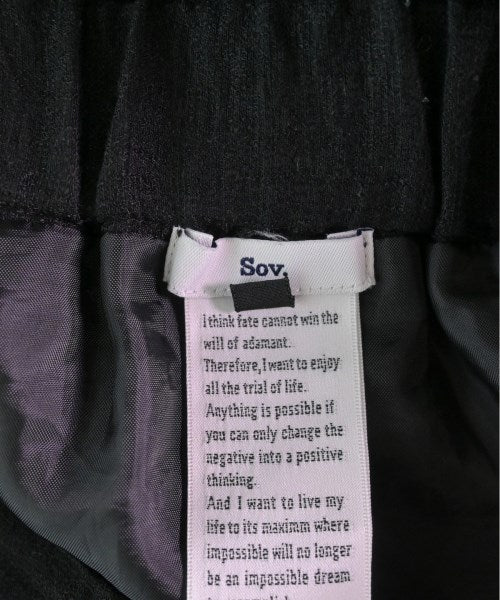 Sov.
I think fate cannot win the
will of adamant.
Therefore, I want to enjoy
all the trial of life.
Anything is possible if
you can only change the
negative into a positive
thinking.
And I want to live my
life to its maximm where
impossible will no longer
be an impossible dream